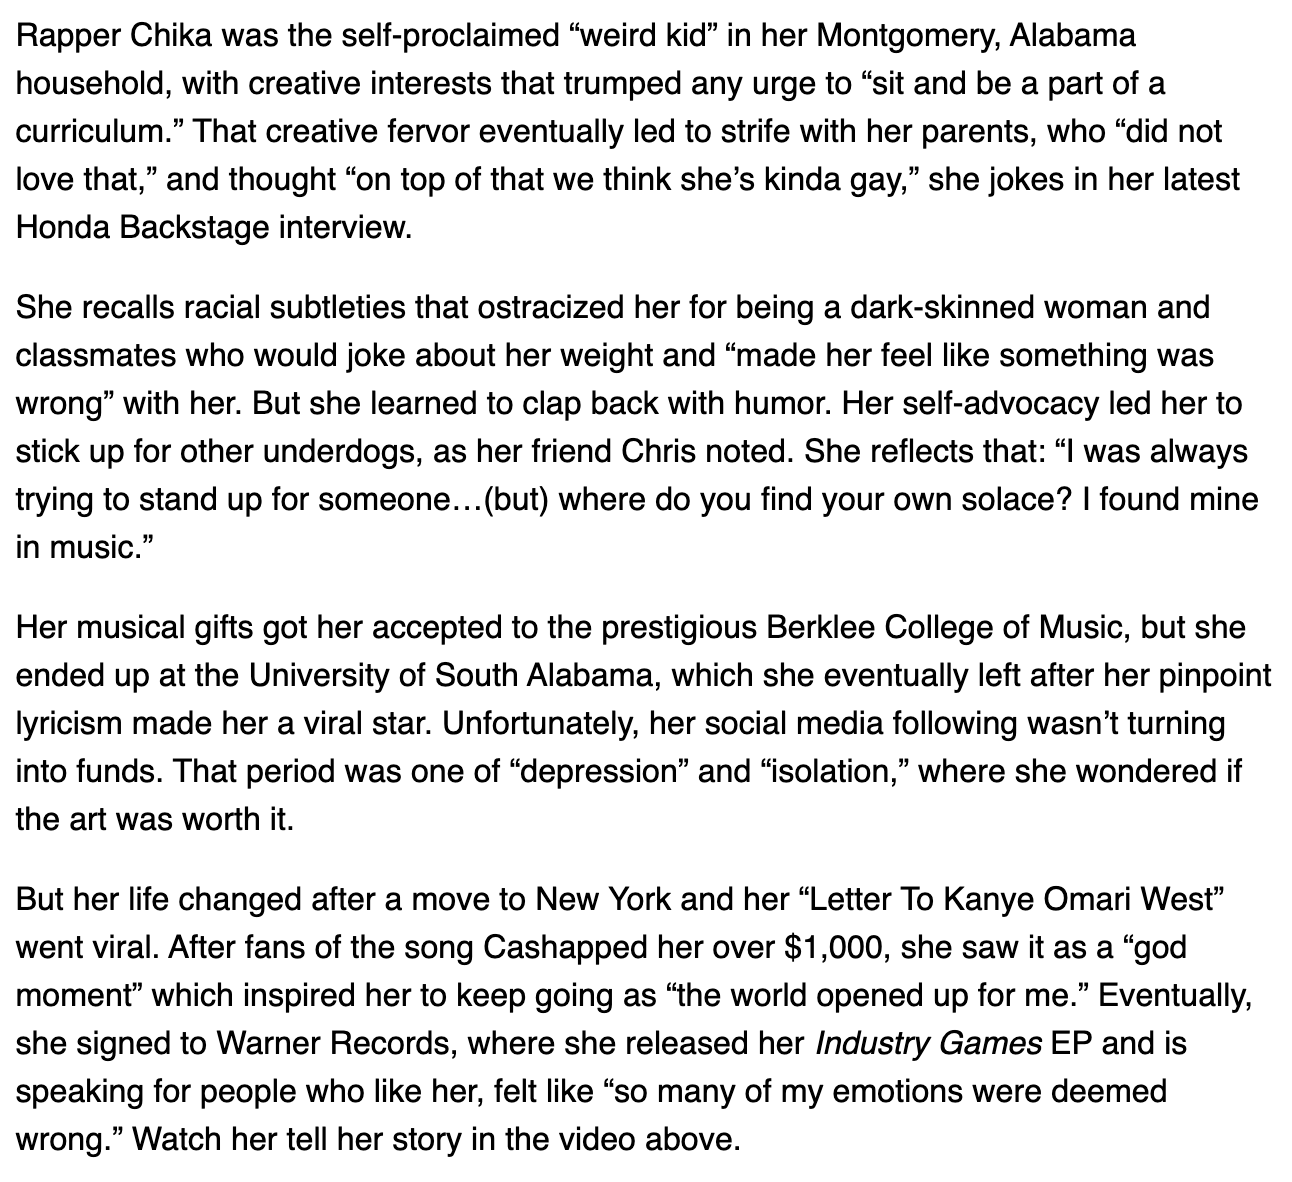 Rapper Chika was the self-proclaimed “weird kid” in her Montgomery, Alabama
household, with creative interests that trumped any urge to “sit and be a part of a
curriculum.” That creative fervor eventually led to strife with her parents, who “did not
love that,” and thought “on top of that we think she’s kinda gay,” she jokes in her latest
Honda Backstage interview.
She recalls racial subtleties that ostracized her for being a dark-skinned woman and
classmates who would joke about her weight and “made her feel like something was
wrong” with her. But she learned to clap back with humor. Her self-advocacy led her to
stick up for other underdogs, as her friend Chris noted. She reflects that: “I was always
trying to stand up for someone…(but) where do you find your own solace? I found mine
in music.”
Her musical gifts got her accepted to the prestigious Berklee College of Music, but she
ended up at the University of South Alabama, which she eventually left after her pinpoint
lyricism made her a viral star. Unfortunately, her social media following wasn’t turning
into funds. That period was one of “depression” and “isolation,” where she wondered if
the art was worth it.
But her life changed after a move to New York and her “Letter To Kanye Omari West”
went viral. After fans of the song Cashapped her over $1,000, she saw it as a “god
moment” which inspired her to keep going as “the world opened up for me.” Eventually,
she signed to Warner Records, where she released her Industry Games EP and is
speaking for people who like her, felt like “so many of my emotions were deemed
wrong.” Watch her tell her story in the video above.